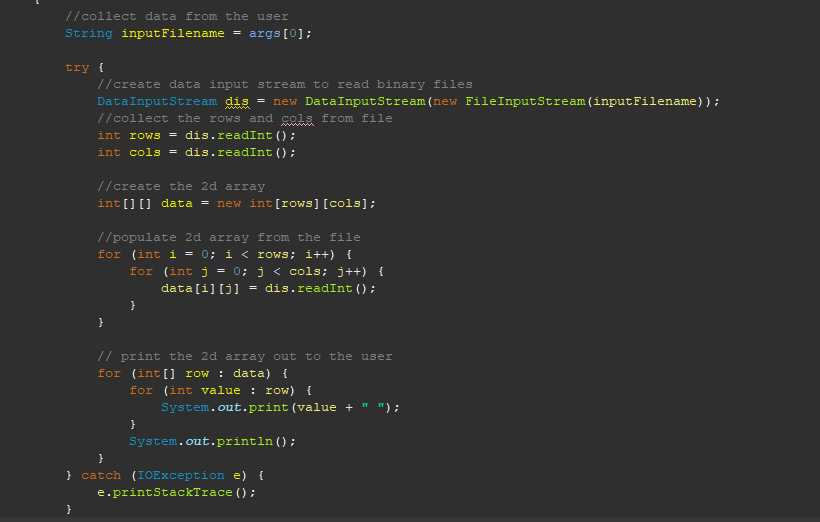 {
//collect data from the user
String inputFilename = args[0];
try {
//create data input stream to read binary files
DataInputStream dis = new DataInputStream(new FileInputStream(inputFilename));
//collect the rows and cols from file
int rows = dis.readInt();
int cols = dis.readInt();
//create the 2d array
int[][] data = new int[rows][cols];
//populate 2d array from the file
for (int i = 0; i < rows; i++) {
for (int j = 0; j < cols; j++) {
data[i][j] = dis.readInt();
}
}
// print the 2d array out to the user
for (int[] row : data) {
for (int value : row) {
System.out.print(value + " ");
}
System.out.println();
}
} catch (IOException e) {
e.printStackTrace();
}